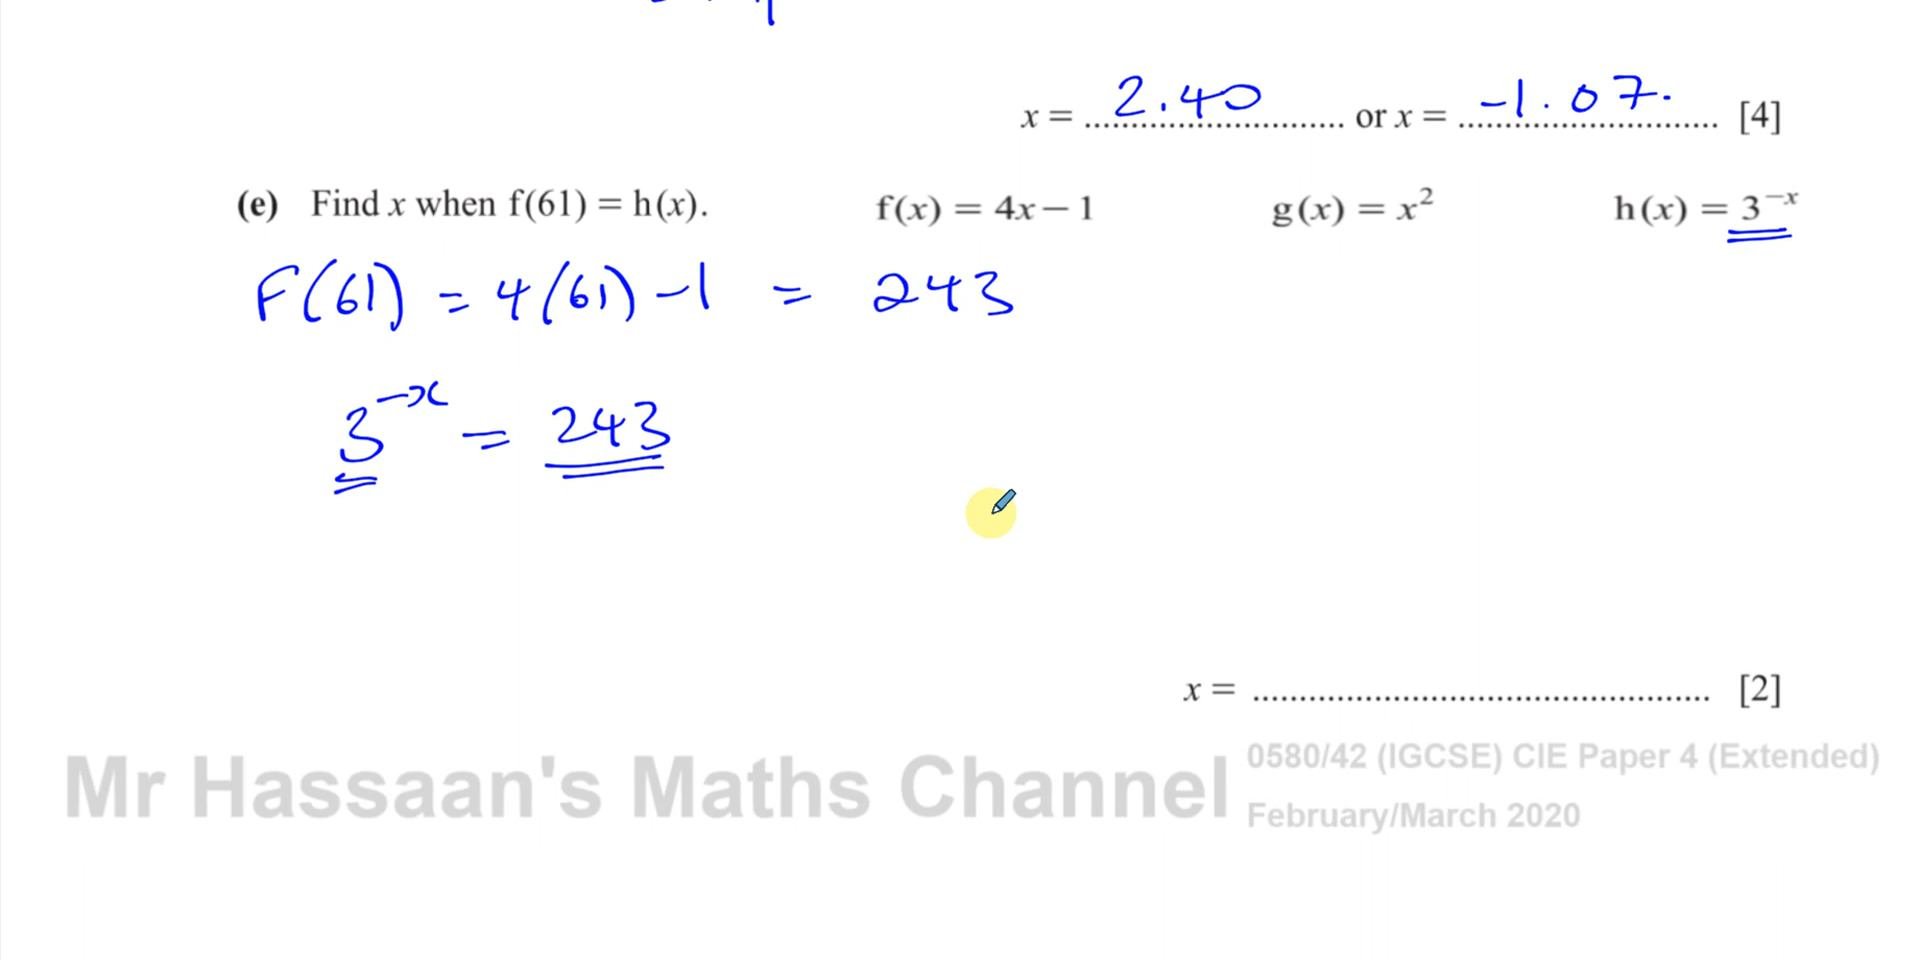 x = 2.40 or x = -1.07. [4]
(e) Find x when f(61) = h(x). f(x) = 4x − 1 g(x) = x² h(x) = 3⁻ˣ
F(61) = 4(61) - 1 = 243
3⁻ˣ = 243
x = ................................................ [2]
Mr Hassaan's Maths Channel 0580/42 (IGCSE) CIE Paper 4 (Extended)
February/March 2020